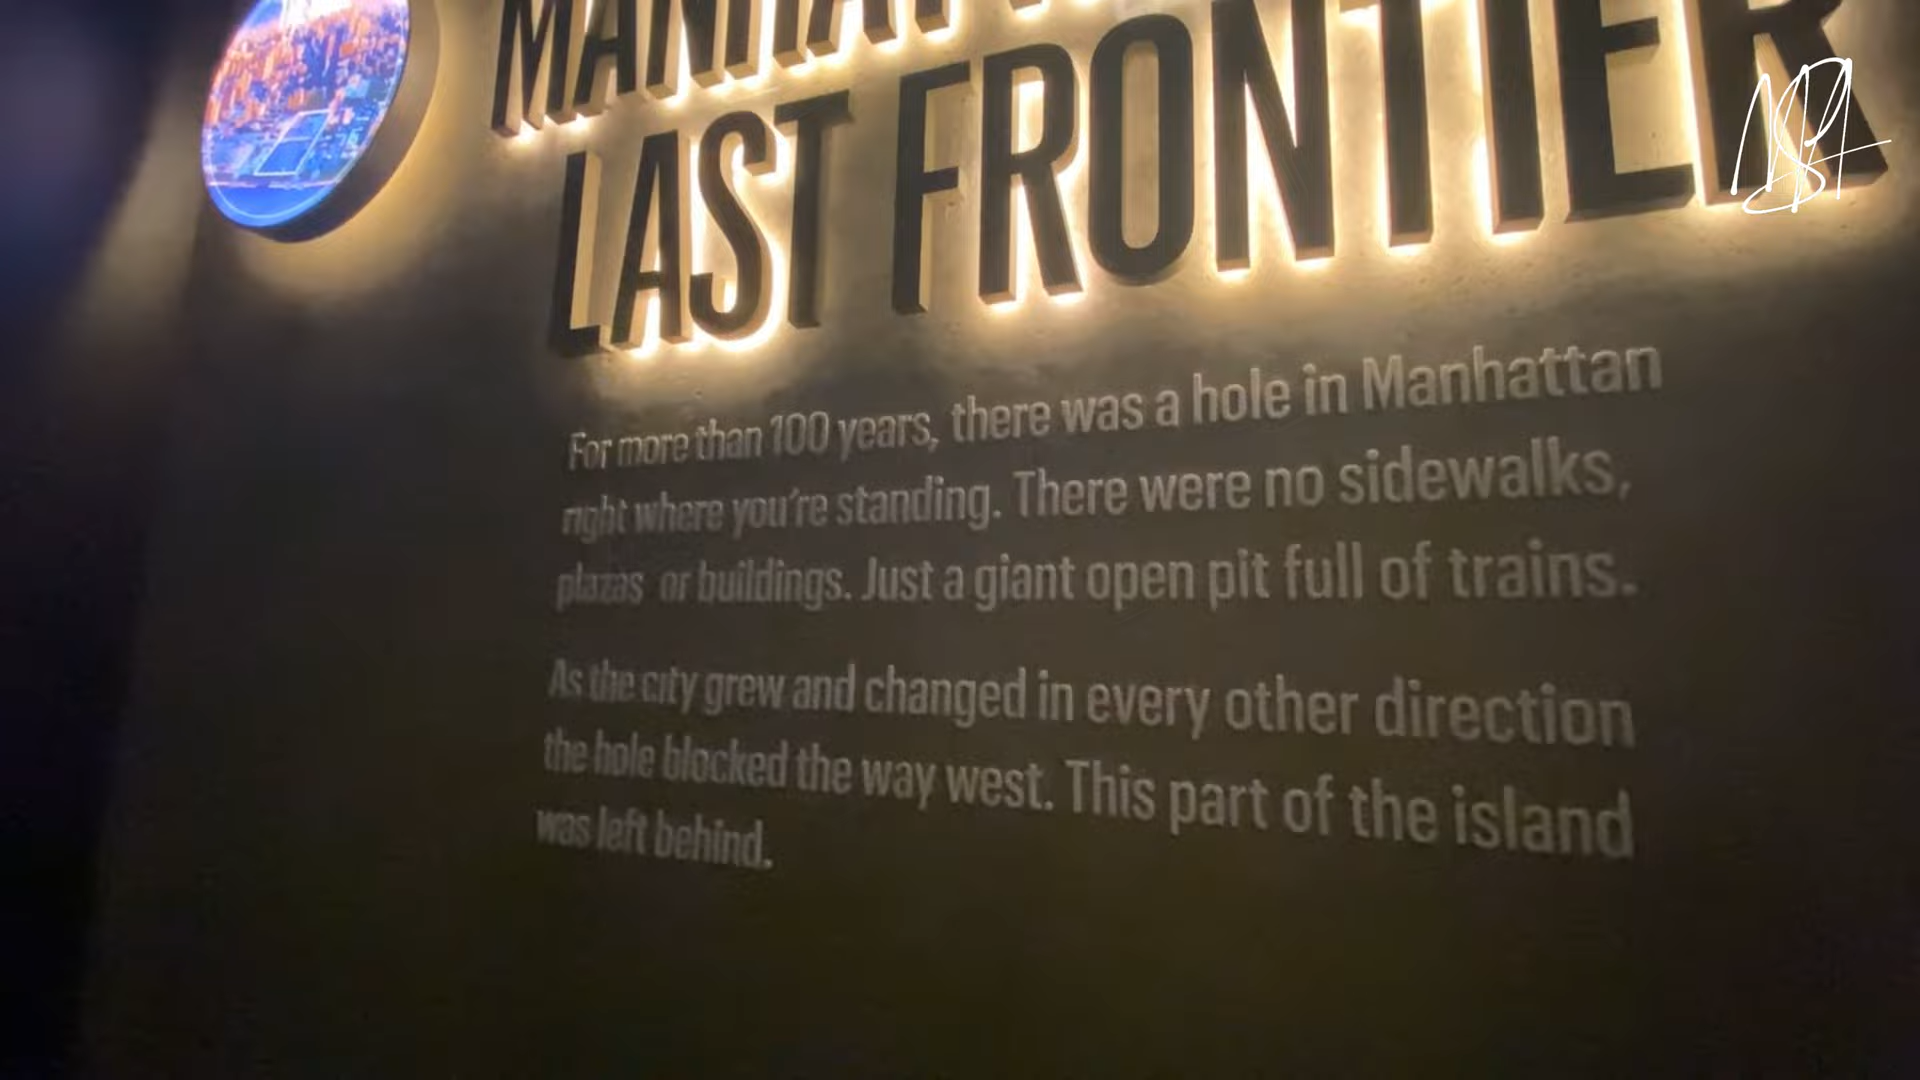 LAST FRONTIER
For more than 100 years, there was a hole in Manhattan
right where you're standing. There were no sidewalks,
plazas or buildings. Just a giant open pit full of trains.
As the city grew and changed in every other direction
the hole blocked the way west. This part of the island
was left behind.